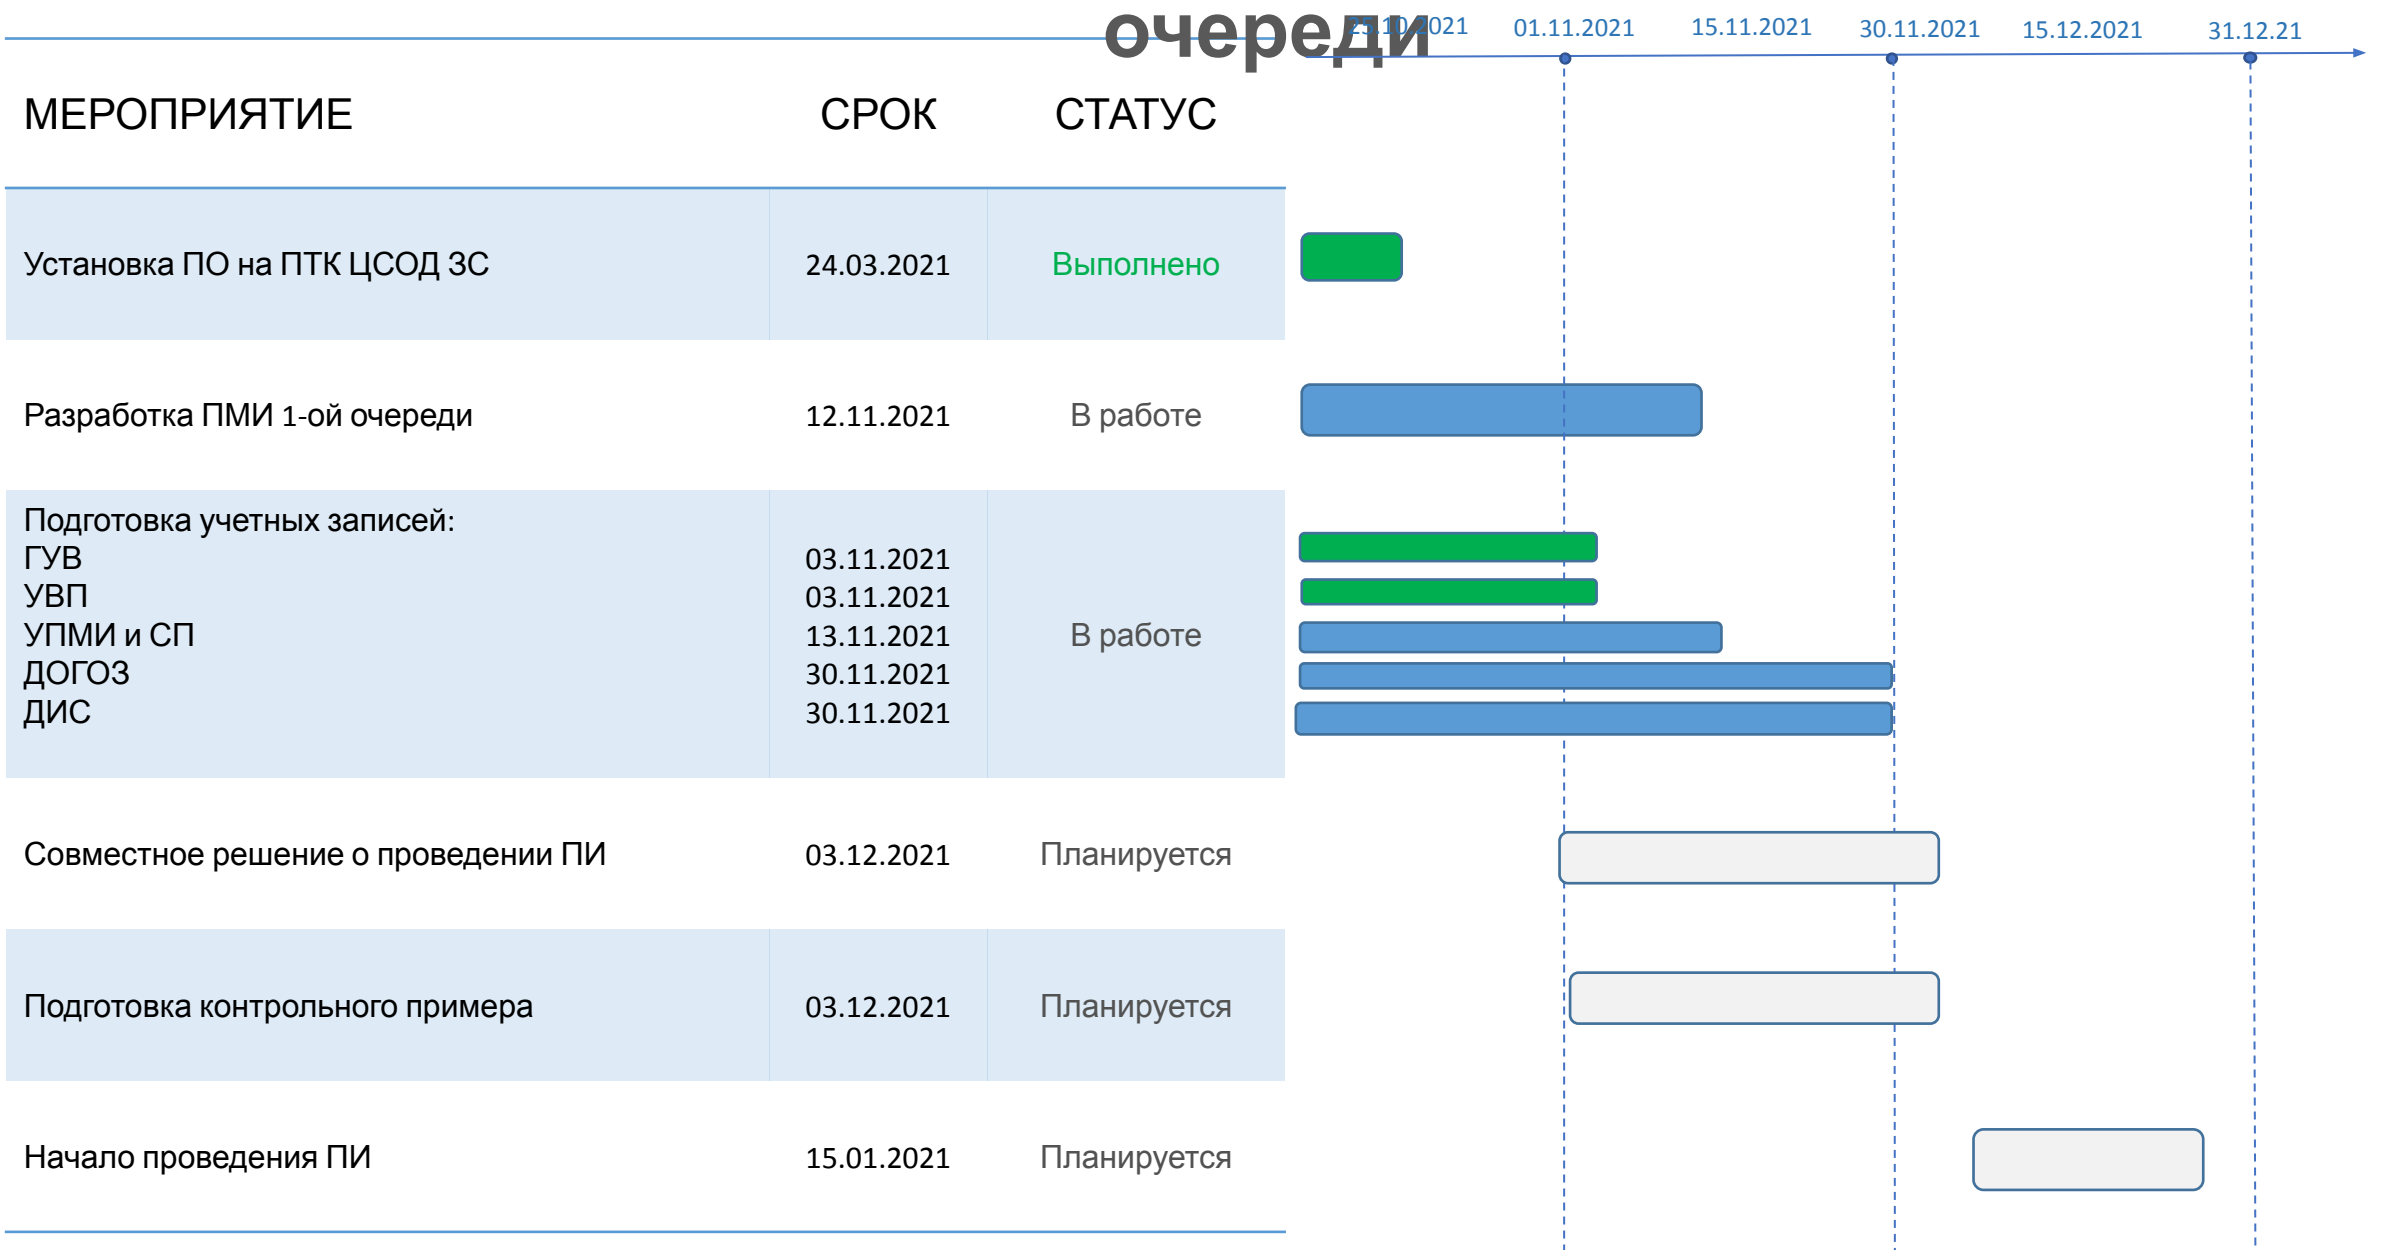 очереди
25.10.2021 01.11.2021 15.11.2021 30.11.2021 15.12.2021 31.12.21
МЕРОПРИЯТИЕ СРОК СТАТУС
Установка ПО на ПТК ЦСОД ЗС 24.03.2021 Выполнено
Разработка ПМИ 1-ой очереди 12.11.2021 В работе
Подготовка учетных записей:
ГУВ 03.11.2021
УВП 03.11.2021
УПМИ и СП 13.11.2021 В работе
ДОГОЗ 30.11.2021
ДИС 30.11.2021
Совместное решение о проведении ПИ 03.12.2021 Планируется
Подготовка контрольного примера 03.12.2021 Планируется
Начало проведения ПИ 15.01.2021 Планируется